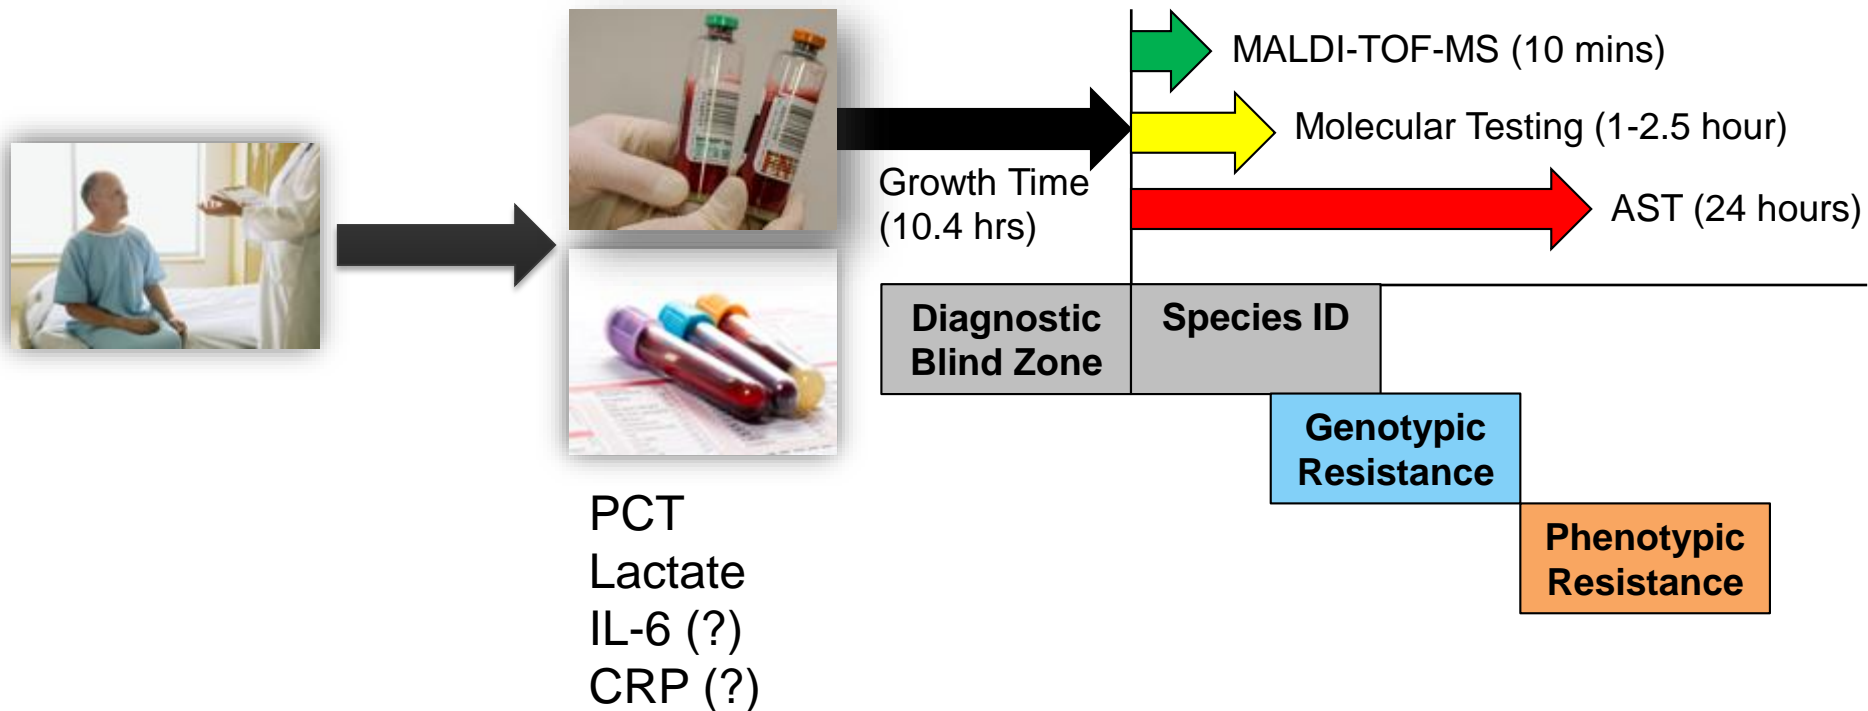 MALDI-TOF-MS (10 mins)
Molecular Testing (1-2.5 hour)
Growth Time
(10.4 hrs)
AST (24 hours)
Diagnostic
Blind Zone
Species ID
Genotypic
Resistance
Phenotypic
Resistance
PCT
Lactate
IL-6 (?)
CRP (?)